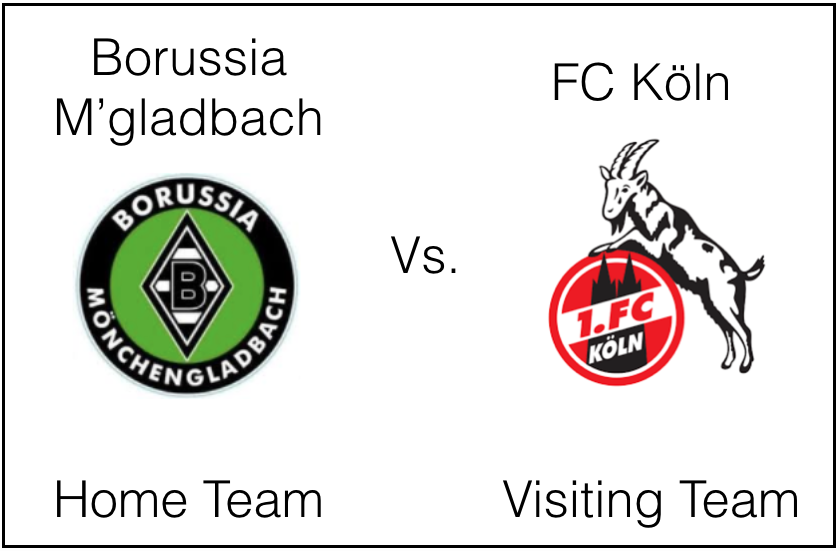 Borussia
M'gladbach
FC Köln
BORUSSIA
B
MÖNCHENGLADBACH
Vs.
1.FC
KÖLN
Home Team
Visiting Team